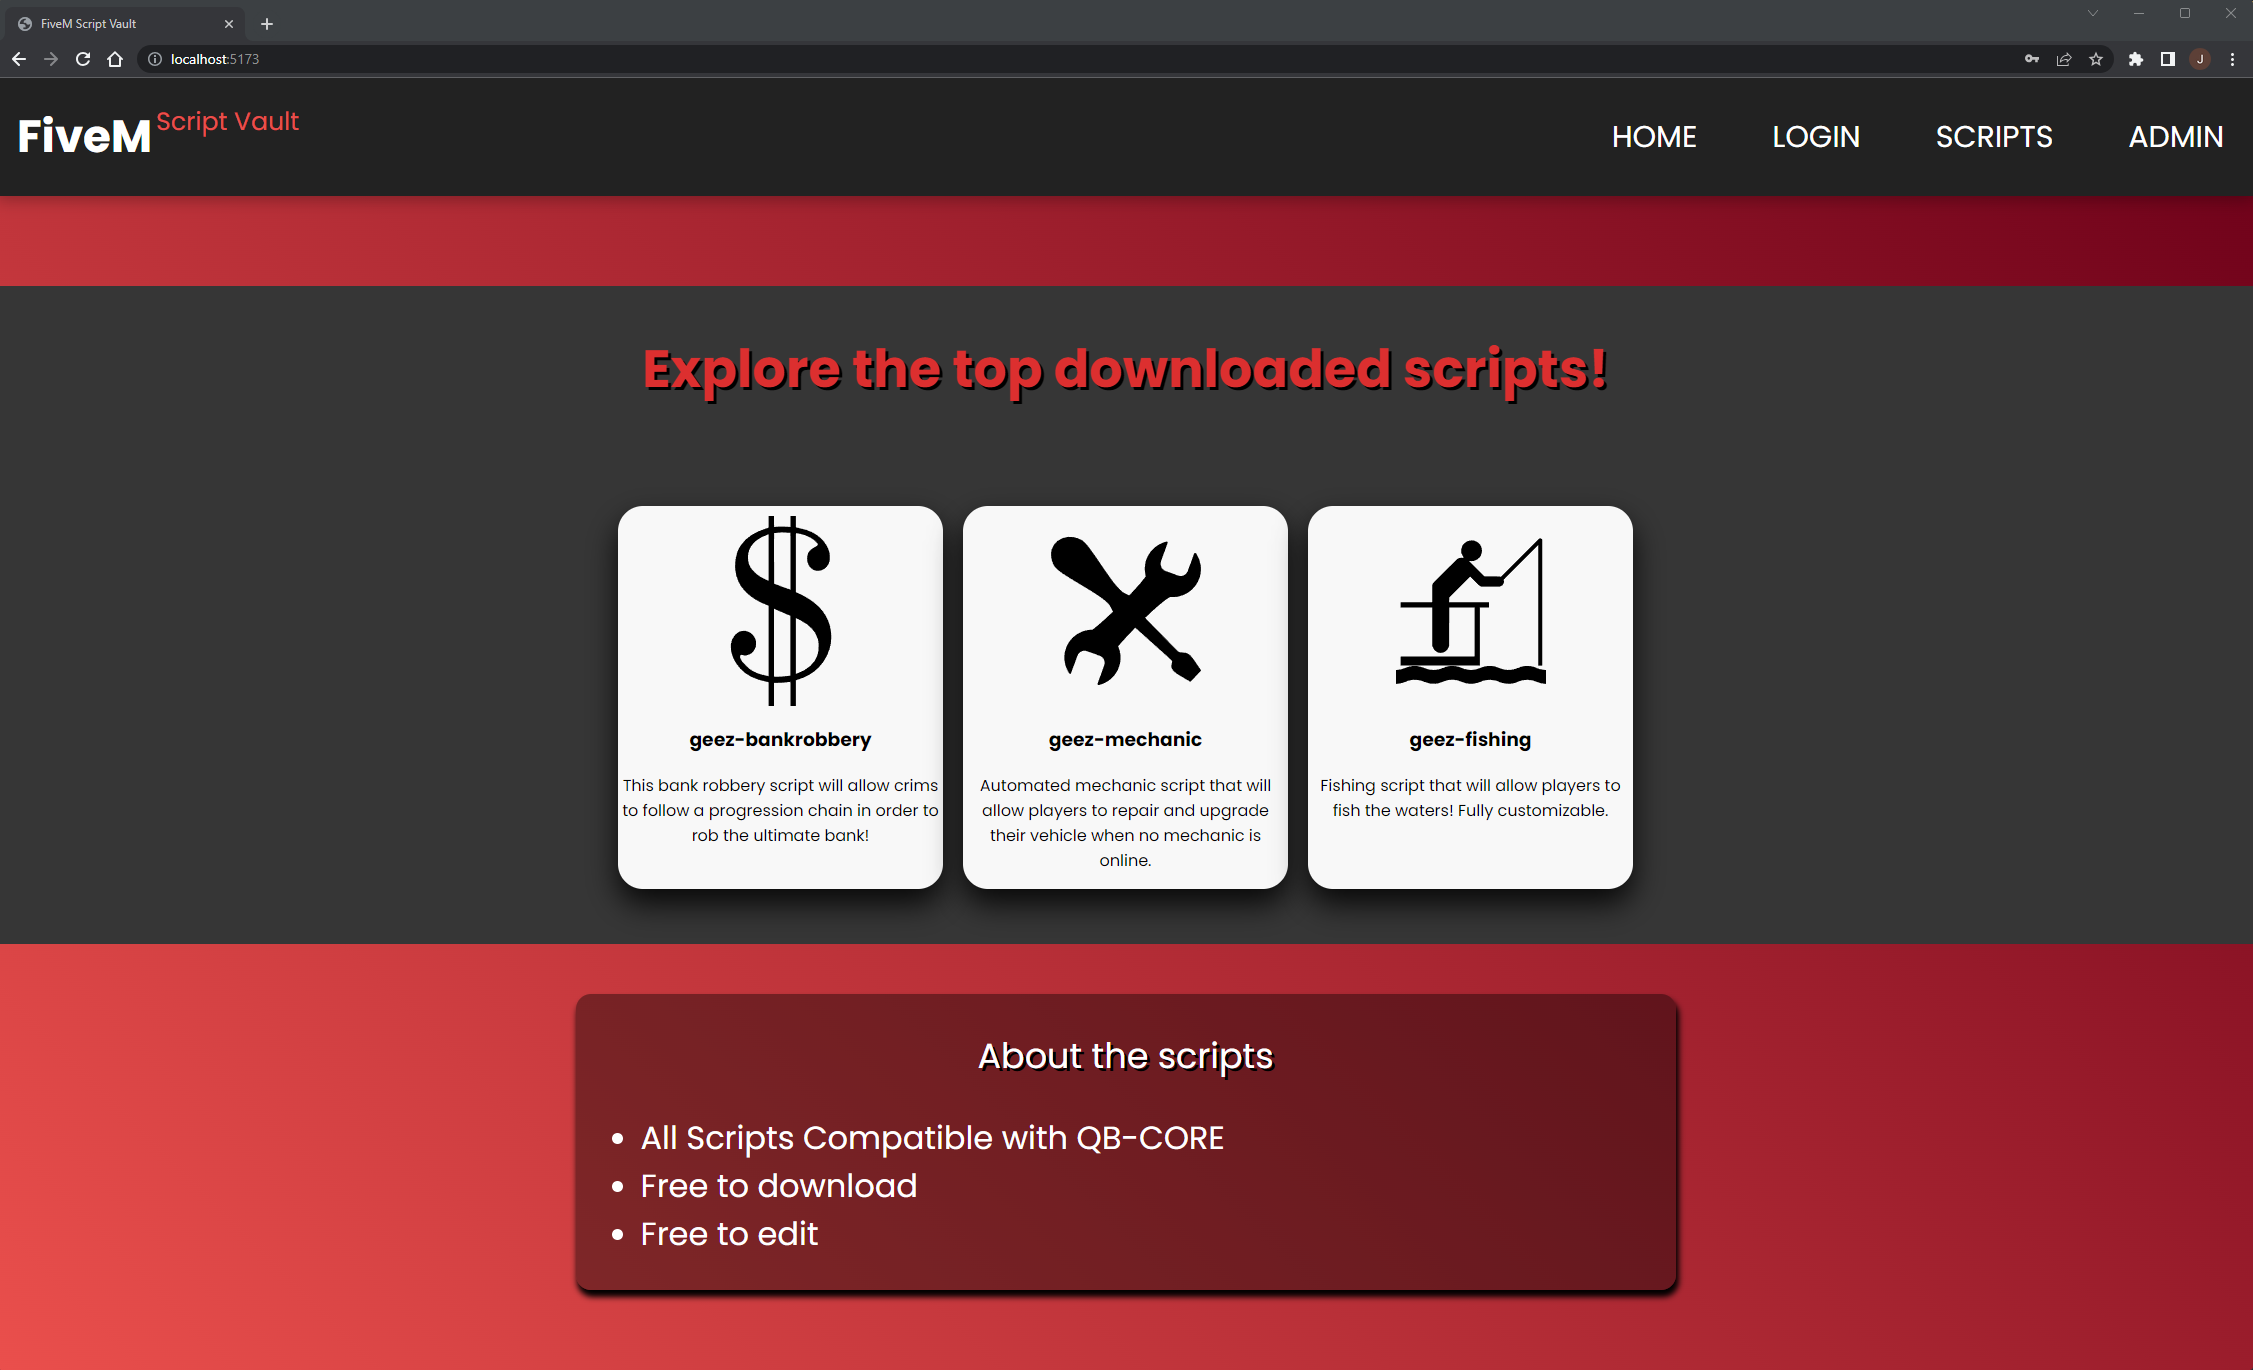 FiveM Script Vault
localhost:5173
J
FiveM Script Vault
HOME LOGIN SCRIPTS ADMIN
Explore the top downloaded scripts!
geez-bankrobbery
This bank robbery script will allow crims
to follow a progression chain in order to
rob the ultimate bank!
geez-mechanic
Automated mechanic script that will
allow players to repair and upgrade
their vehicle when no mechanic is
online.
geez-fishing
Fishing script that will allow players to
fish the waters! Fully customizable.
About the scripts
• All Scripts Compatible with QB-CORE
• Free to download
• Free to edit